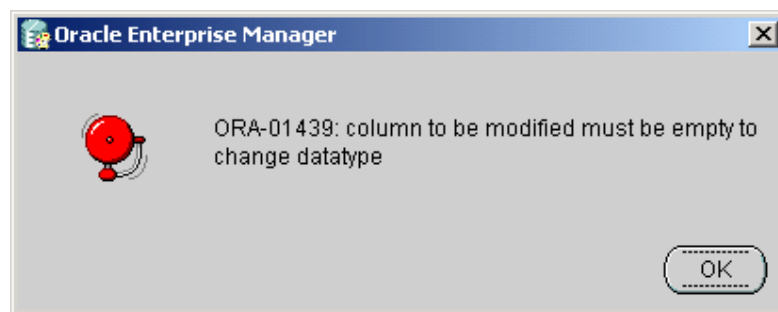 Oracle Enterprise Manager
ORA-01439: column to be modified must be empty to
change datatype
OK